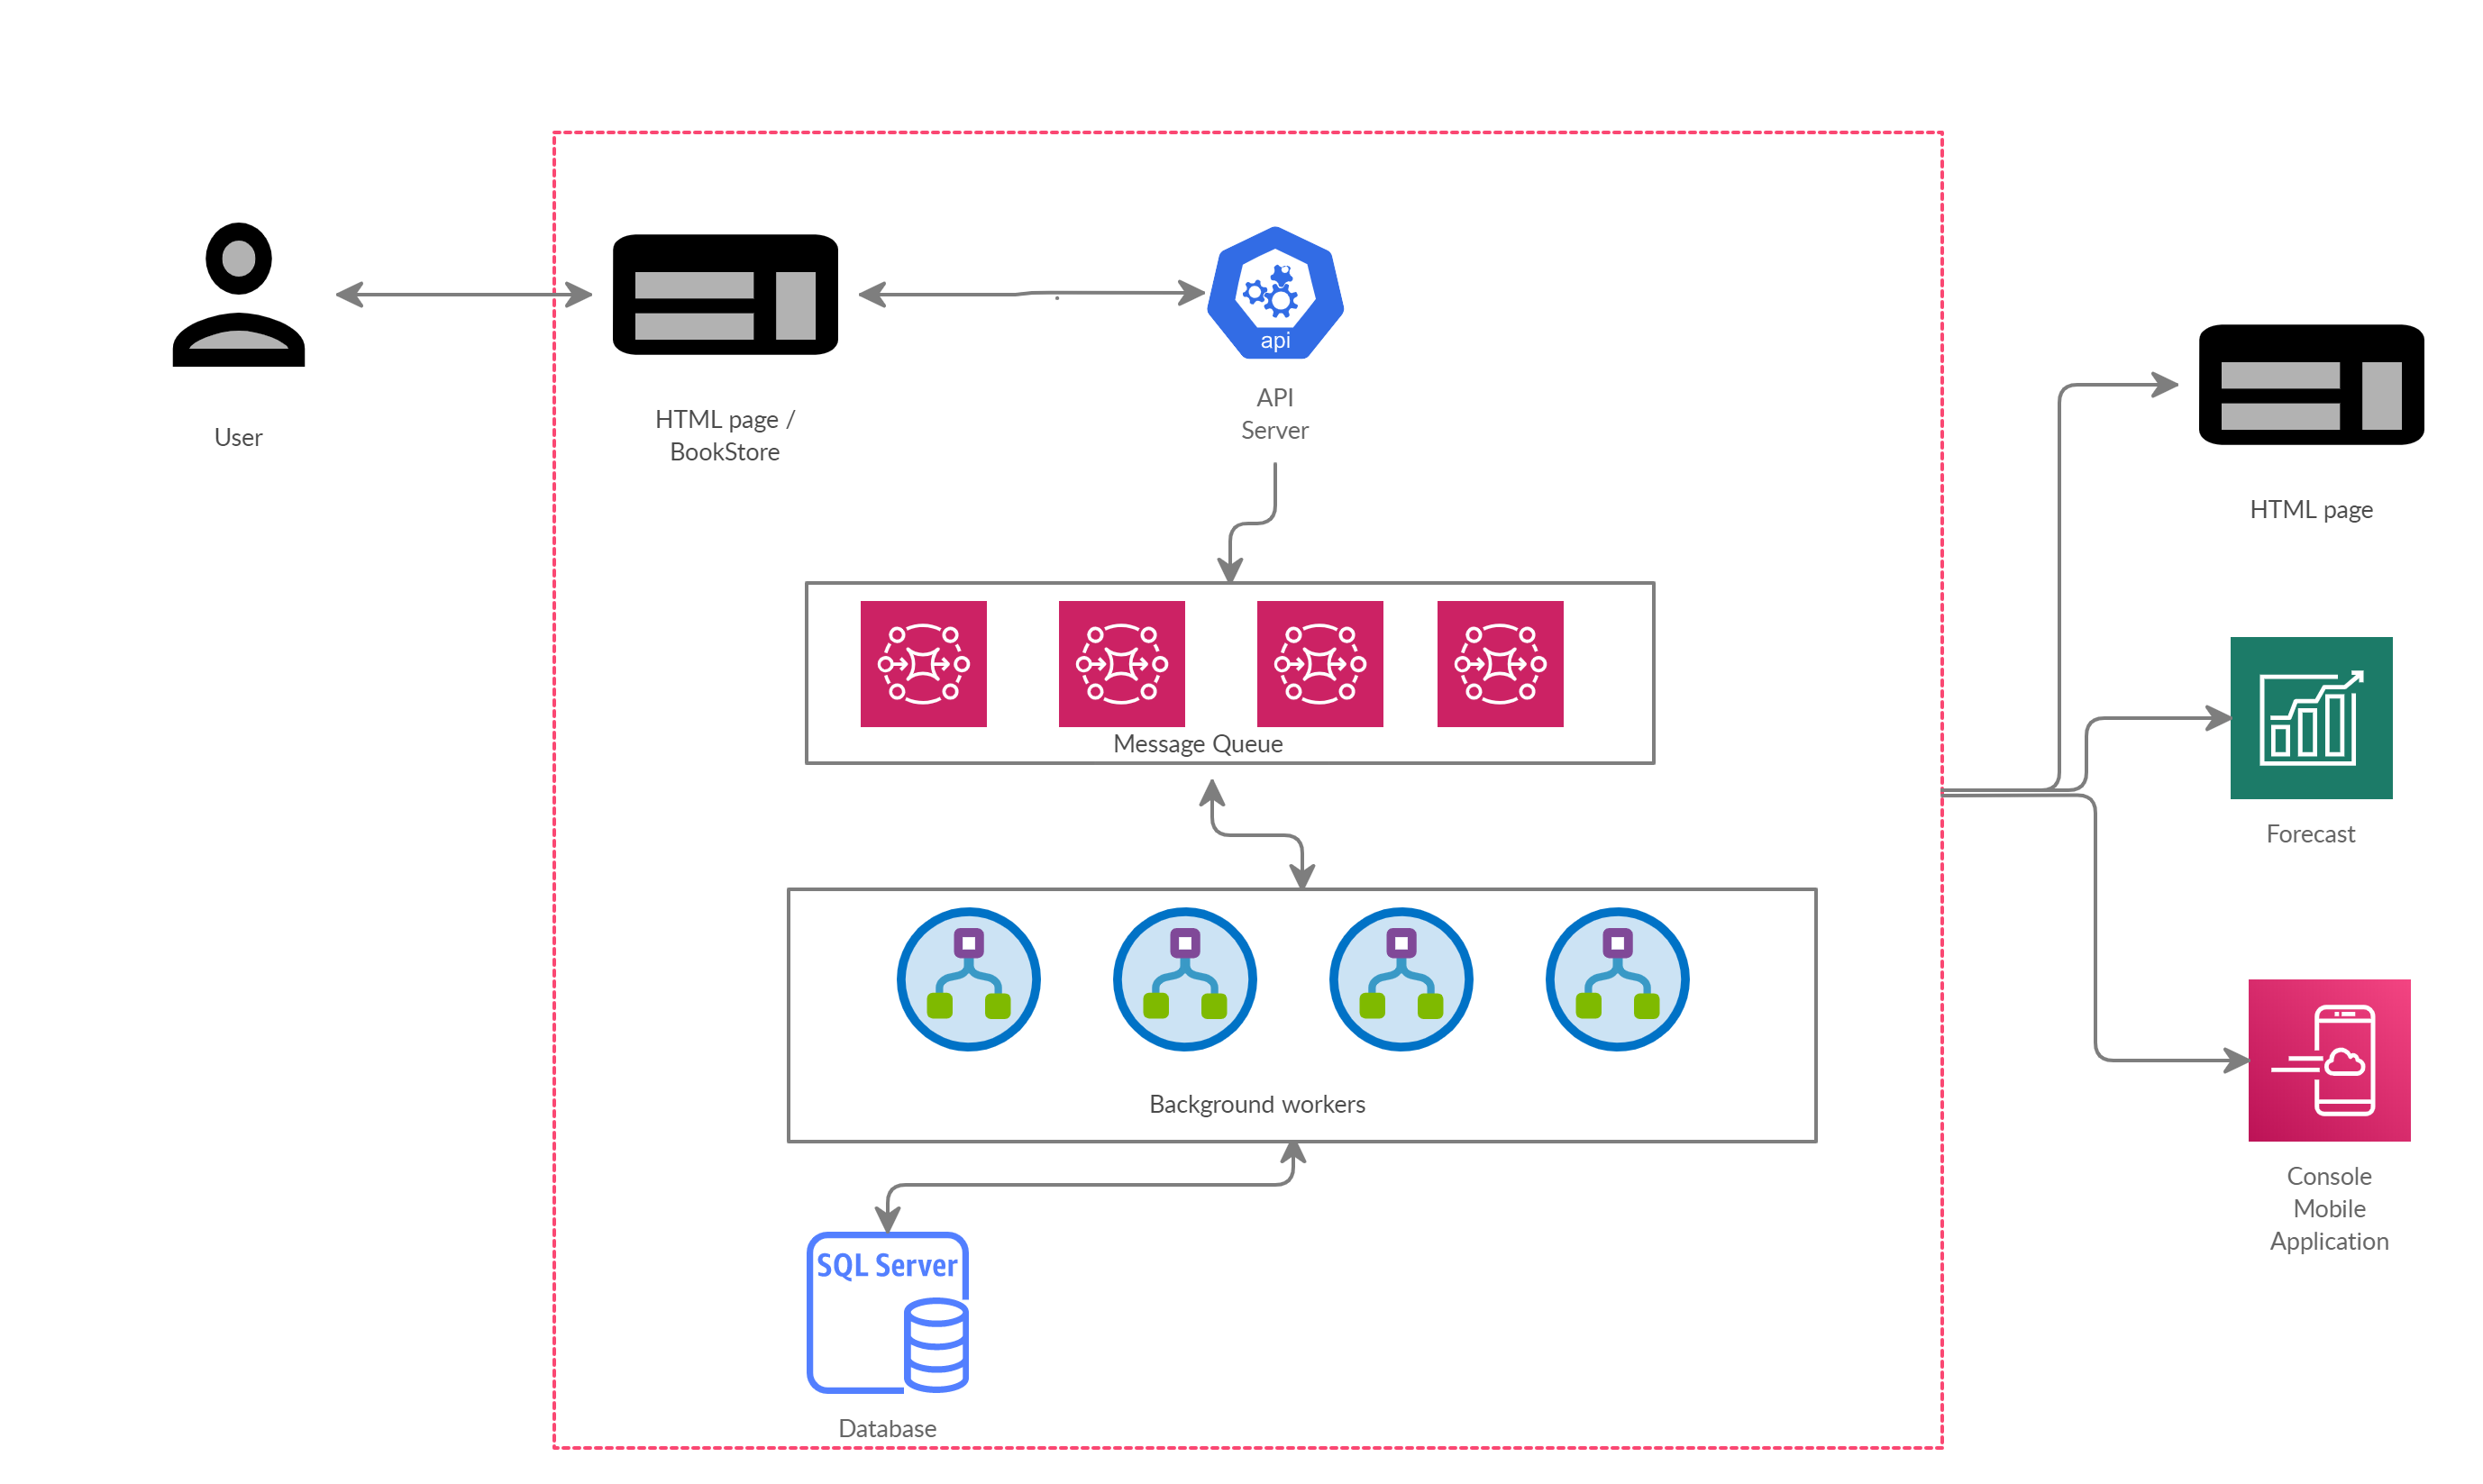 User
HTML page /
BookStore
api
API
Server
Message Queue
Background workers
SQL Server
Database
HTML page
Forecast
Console
Mobile
Application